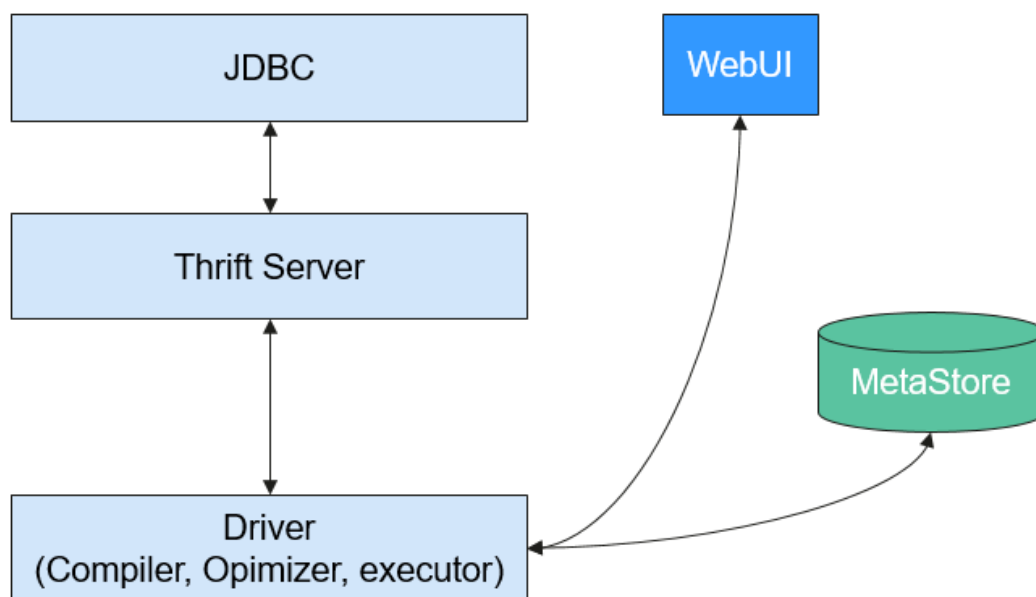 JDBC
WebUI
Thrift Server
MetaStore
Driver
(Compiler, Opimizer, executor)